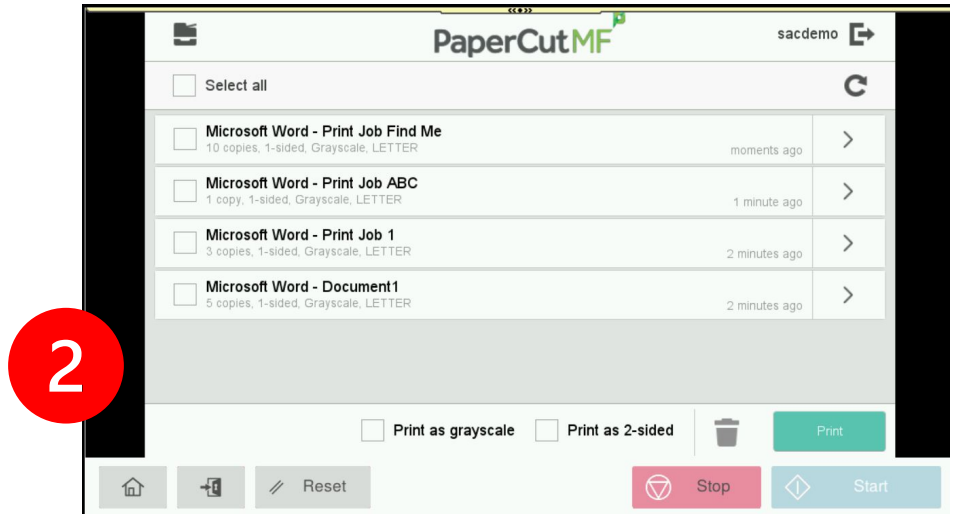 PaperCut MF
sacdemo
Select all
Microsoft Word - Print Job Find Me
10 copies, 1-sided, Grayscale, LETTER
moments ago
Microsoft Word - Print Job ABC
1 copy, 1-sided, Grayscale, LETTER
1 minute ago
Microsoft Word - Print Job 1
3 copies, 1-sided, Grayscale, LETTER
2 minutes ago
Microsoft Word - Document1
5 copies, 1-sided, Grayscale, LETTER
2 minutes ago
2
Print as grayscale Print as 2-sided Print
Reset Stop Start